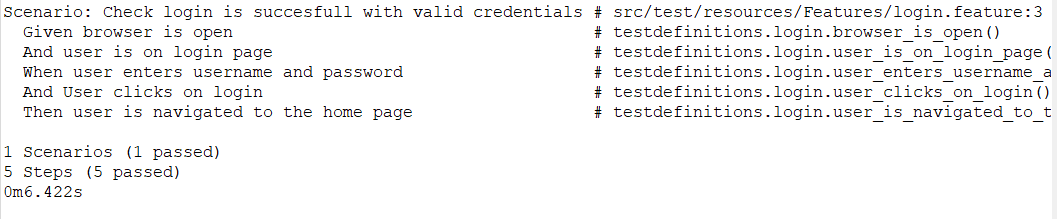 Scenario: Check login is succesfull with valid credentials # src/test/resources/Features/login.feature:3
Given browser is open # testdefinitions.login.browser_is_open()
And user is on login page # testdefinitions.login.user_is_on_login_page(
When user enters username and password # testdefinitions.login.user_enters_username_a
And User clicks on login # testdefinitions.login.user_clicks_on_login()
Then user is navigated to the home page # testdefinitions.login.user_is_navigated_to_t
1 Scenarios (1 passed)
5 Steps (5 passed)
0m6.422s